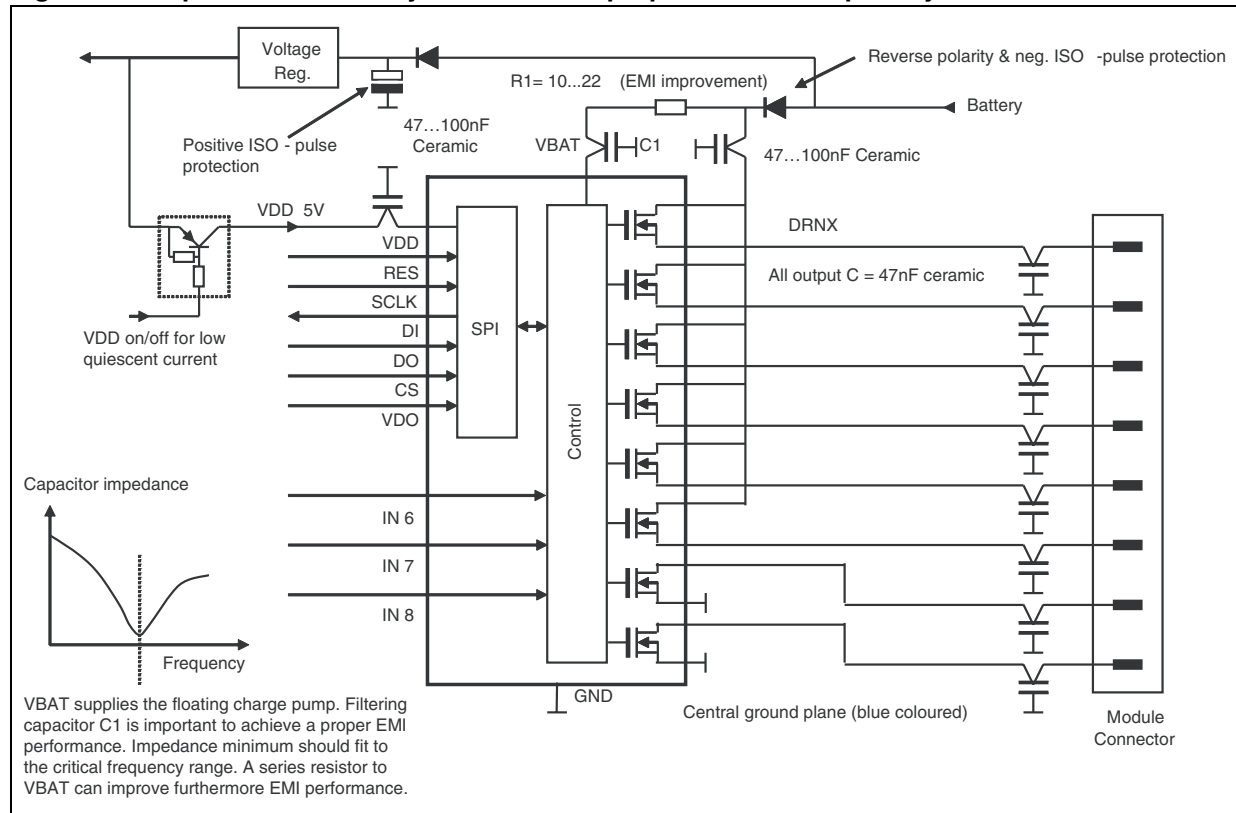 Voltage
Reg.
Reverse polarity & neg. ISO -pulse protection
R1= 10...22 (EMI improvement)
Battery
Positive ISO - pulse
protection
47...100nF
Ceramic
VBAT
C1
47...100nF Ceramic
VDD 5V
VDD
RES
SCLK
DI
DO
CS
VDO
SPI
Control
DRNX
All output C = 47nF ceramic
VDD on/off for low
quiescent current
Capacitor impedance
Frequency
IN 6
IN 7
IN 8
GND
Central ground plane (blue coloured)
Module
Connector
VBAT supplies the floating charge pump. Filtering
capacitor C1 is important to achieve a proper EMI
performance. Impedance minimum should fit to
the critical frequency range. A series resistor to
VBAT can improve furthermore EMI performance.